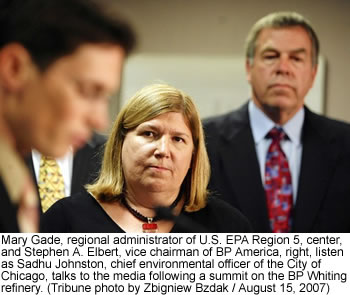 Mary Gade, regional administrator of U.S. EPA Region 5, center,
and Stephen A. Elbert, vice chairman of BP America, right, listen
as Sadhu Johnston, chief environmental officer of the City of
Chicago, talks to the media following a summit on the BP Whiting
refinery. (Tribune photo by Zbigniew Bzdak / August 15, 2007)